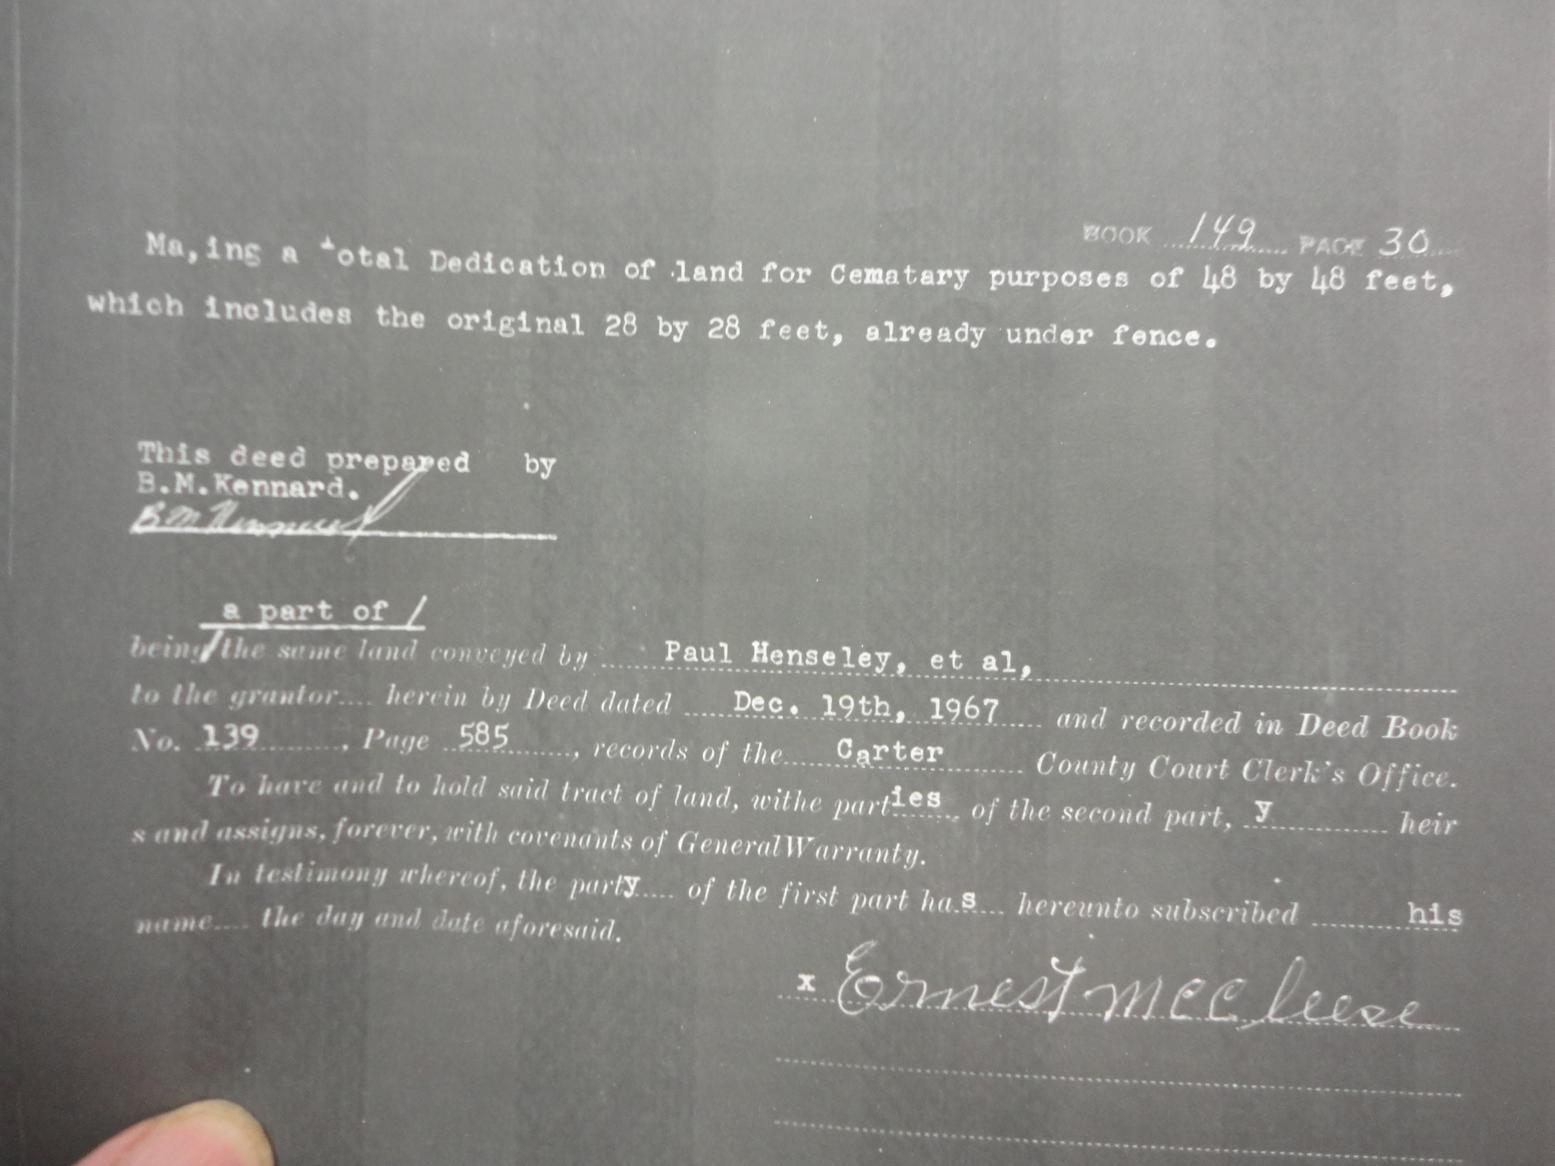 BOOK 149 PAGE 30
Ma,ing a total Dedication of land for Cematary purposes of 48 by 48 feet,
which includes the original 28 by 28 feet, already under fence.
This deed prepared by
B.M.Kennard.
B M Kennard
a part of /
being/the same land conveyed by Paul Henseley, et al,
to the grantor herein by Deed dated Dec. 19th, 1967 and recorded in Deed Book
No. 139, Page 585, records of the Carter County Court Clerk's Office.
To have and to hold said tract of land, withe parties of the second part, y heir
s and assigns, forever, with covenants of General Warranty.
In testimony whereof, the party of the first part has hereunto subscribed his
name the day and date aforesaid.
x Ernest McCleese